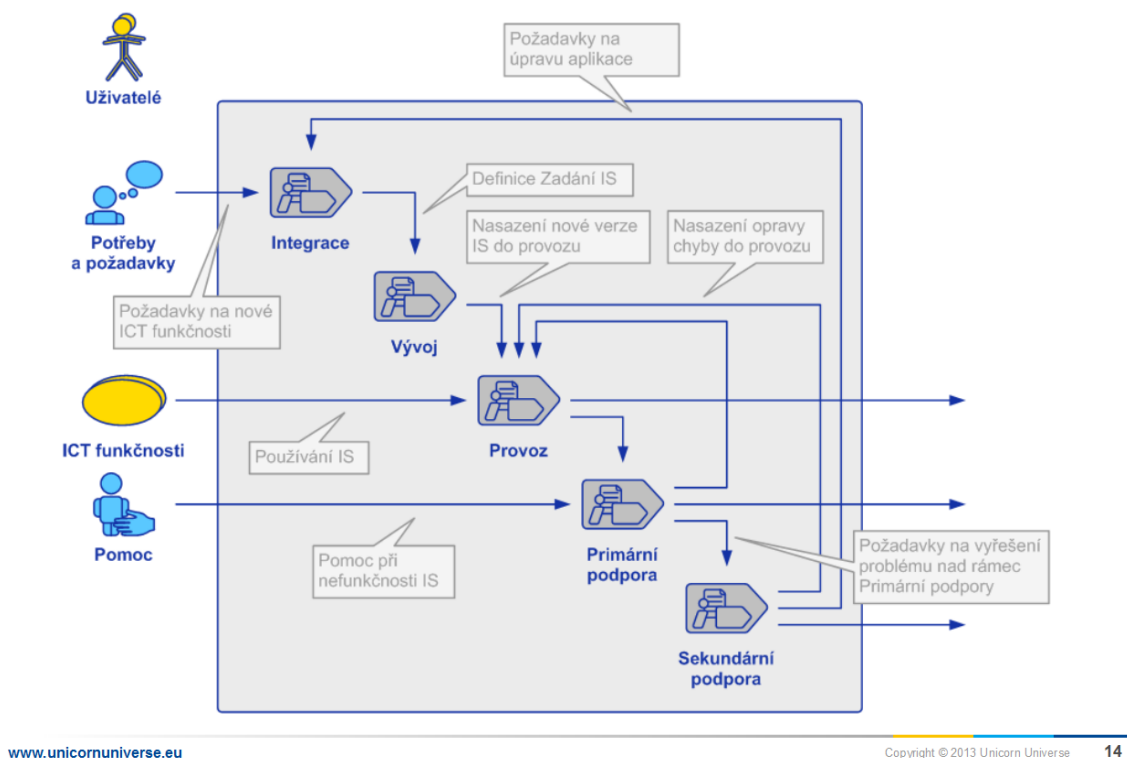 Požadavky na
úpravu aplikace
Uživatelé
Definice Zadání IS
Potřeby
a požadavky
Integrace
Nasazení nové verze
IS do provozu
Nasazení opravy
chyby do provozu
Požadavky na nové
ICT funkčnosti
Vývoj
ICT funkčnosti
Používání IS
Provoz
Pomoc
Pomoc při
nefunkčnosti IS
Primární
podpora
Požadavky na vyřešení
problému nad rámec
Primární podpory
Sekundární
podpora
www.unicornuniverse.eu
Copyright © 2013 Unicorn Universe
14